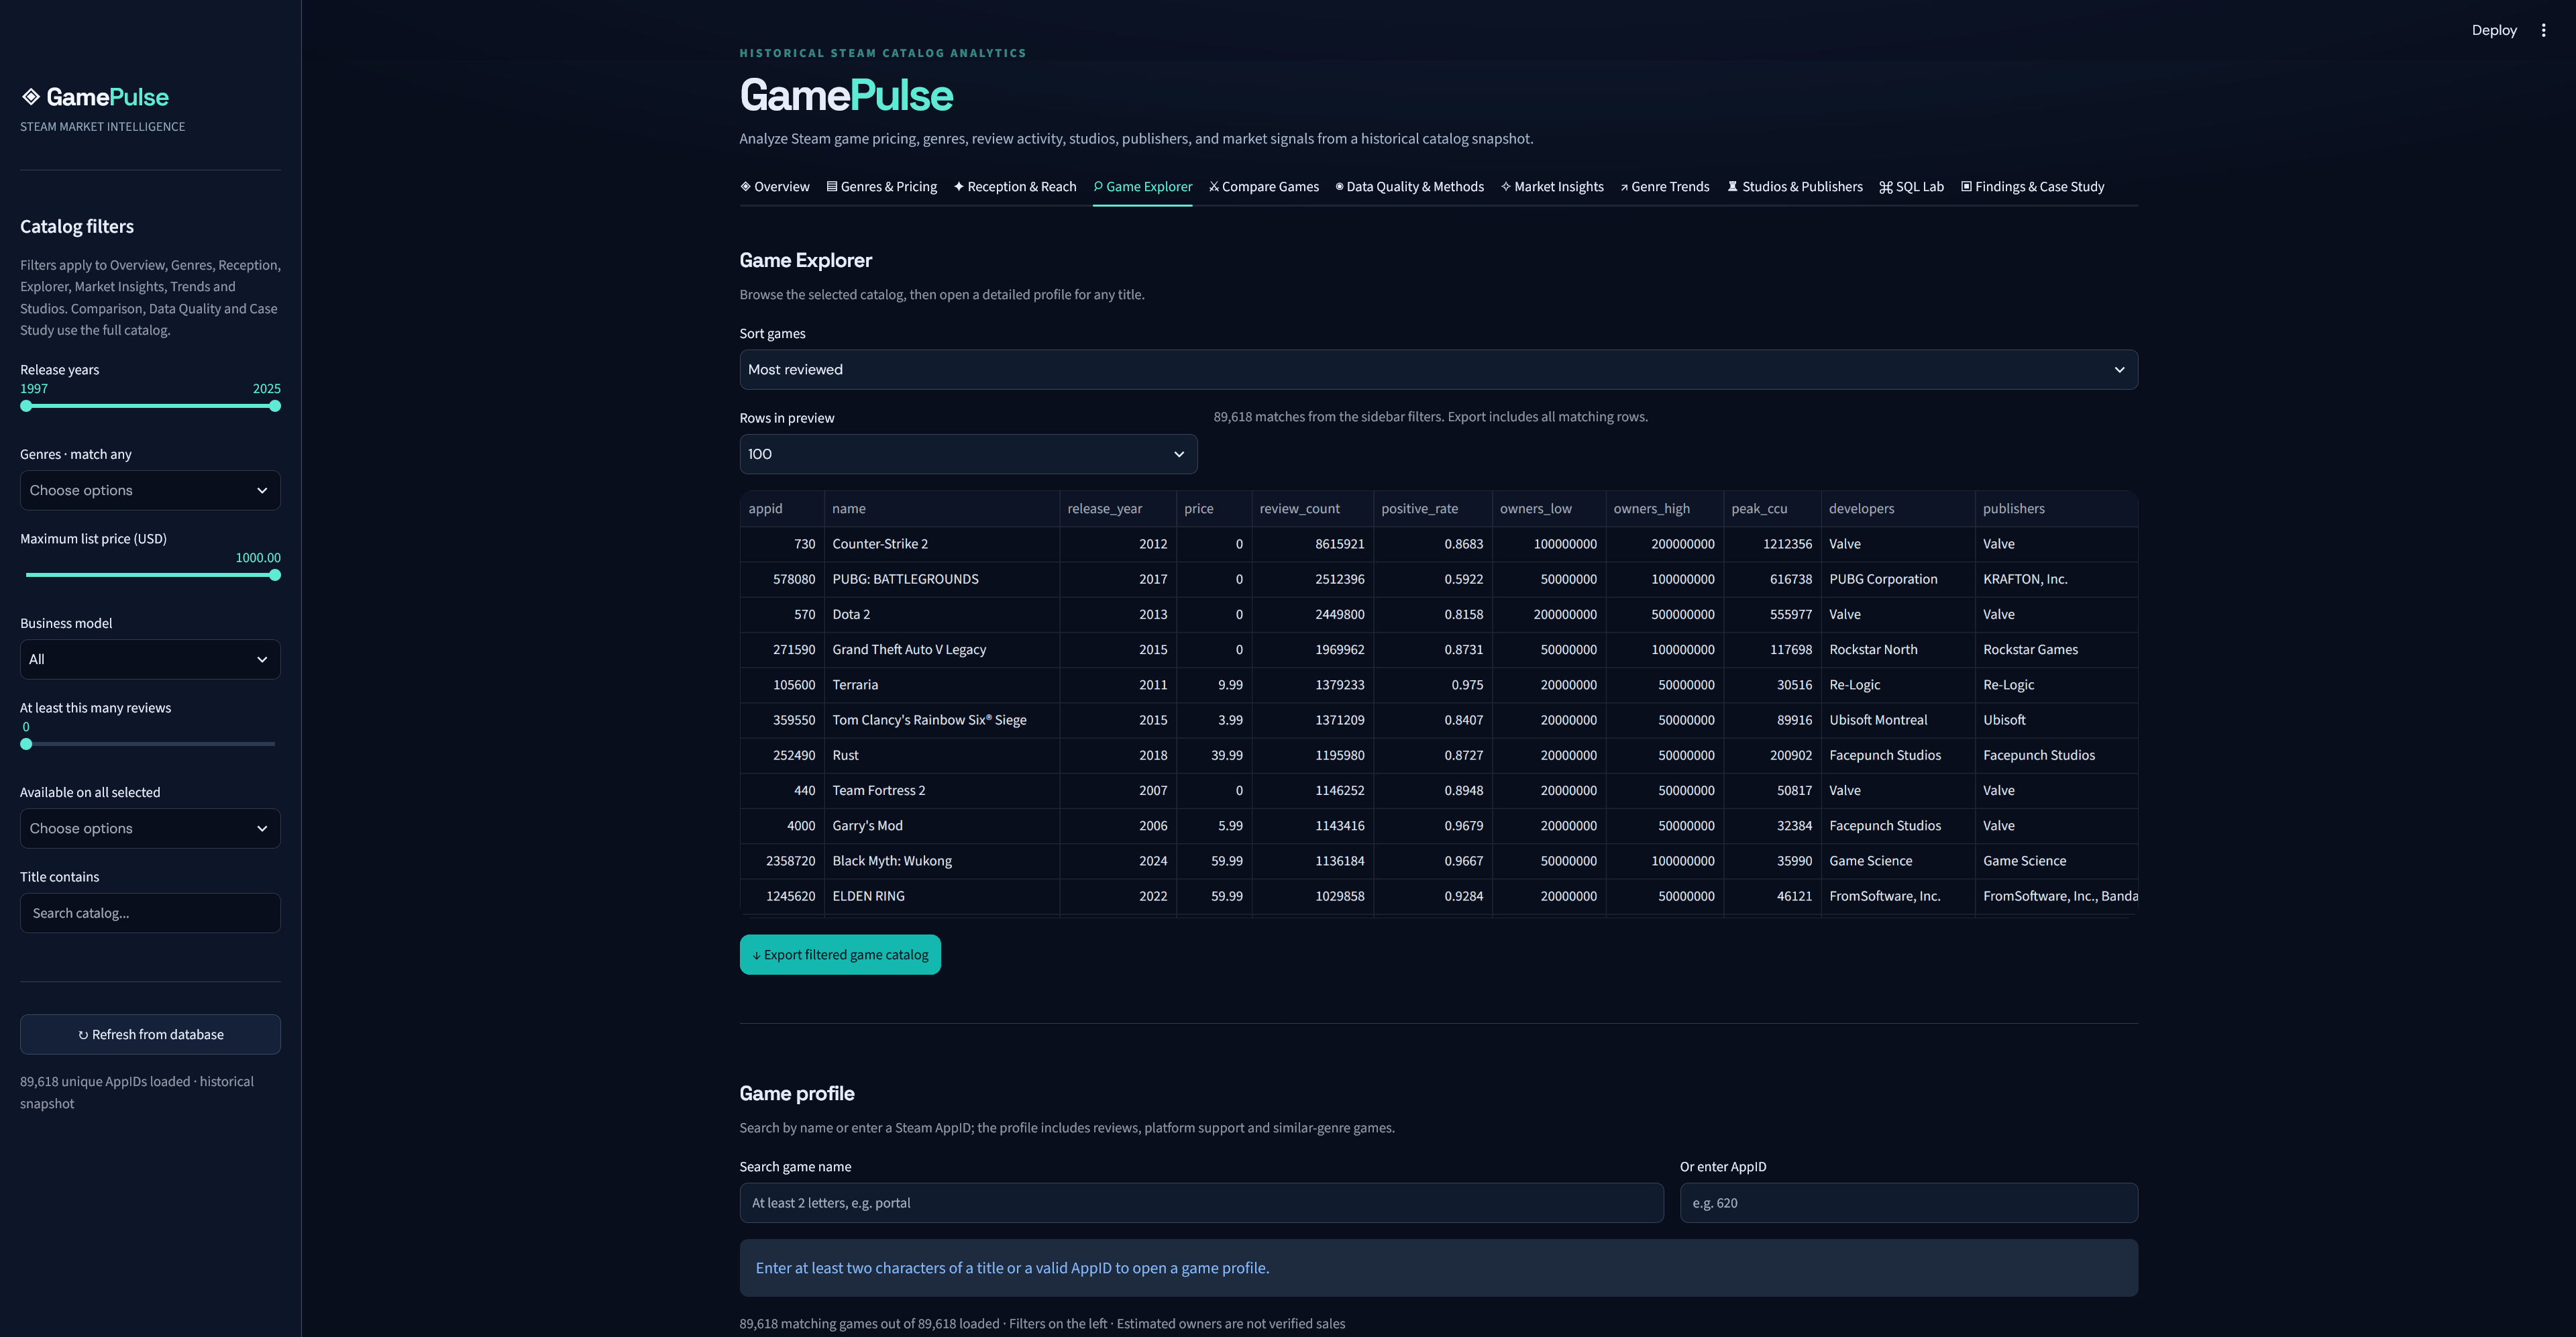 Deploy
GamePulse
STEAM MARKET INTELLIGENCE
Catalog filters
Filters apply to Overview, Genres, Reception,
Explorer, Market Insights, Trends and
Studios. Comparison, Data Quality and Case
Study use the full catalog.
Release years
1997 2025
Genres · match any
Choose options
Maximum list price (USD)
1000.00
Business model
All
At least this many reviews
0
Available on all selected
Choose options
Title contains
Search catalog...
↻ Refresh from database
89,618 unique AppIDs loaded · historical
snapshot
HISTORICAL STEAM CATALOG ANALYTICS
GamePulse
Analyze Steam game pricing, genres, review activity, studios, publishers, and market signals from a historical catalog snapshot.
Overview Genres & Pricing Reception & Reach Game Explorer Compare Games Data Quality & Methods Market Insights Genre Trends Studios & Publishers SQL Lab Findings & Case Study
Game Explorer
Browse the selected catalog, then open a detailed profile for any title.
Sort games
Most reviewed
Rows in preview
89,618 matches from the sidebar filters. Export includes all matching rows.
100
appid name release_year price review_count positive_rate owners_low owners_high peak_ccu developers publishers
730 Counter-Strike 2 2012 0 8615921 0.8683 100000000 200000000 1212356 Valve Valve
578080 PUBG: BATTLEGROUNDS 2017 0 2512396 0.5922 50000000 100000000 616738 PUBG Corporation KRAFTON, Inc.
570 Dota 2 2013 0 2449800 0.8158 200000000 500000000 555977 Valve Valve
271590 Grand Theft Auto V Legacy 2015 0 1969962 0.8731 50000000 100000000 117698 Rockstar North Rockstar Games
105600 Terraria 2011 9.99 1379233 0.975 20000000 50000000 30516 Re-Logic Re-Logic
359550 Tom Clancy's Rainbow Six® Siege 2015 3.99 1371209 0.8407 20000000 50000000 89916 Ubisoft Montreal Ubisoft
252490 Rust 2018 39.99 1195980 0.8727 20000000 50000000 200902 Facepunch Studios Facepunch Studios
440 Team Fortress 2 2007 0 1146252 0.8948 20000000 50000000 50817 Valve Valve
4000 Garry's Mod 2006 5.99 1143416 0.9679 20000000 50000000 32384 Facepunch Studios Valve
2358720 Black Myth: Wukong 2024 59.99 1136184 0.9667 50000000 100000000 35990 Game Science Game Science
1245620 ELDEN RING 2022 59.99 1029858 0.9284 20000000 50000000 46121 FromSoftware, Inc. FromSoftware, Inc., Banda
↓ Export filtered game catalog
Game profile
Search by name or enter a Steam AppID; the profile includes reviews, platform support and similar-genre games.
Search game name Or enter AppID
At least 2 letters, e.g. portal e.g. 620
Enter at least two characters of a title or a valid AppID to open a game profile.
89,618 matching games out of 89,618 loaded · Filters on the left · Estimated owners are not verified sales